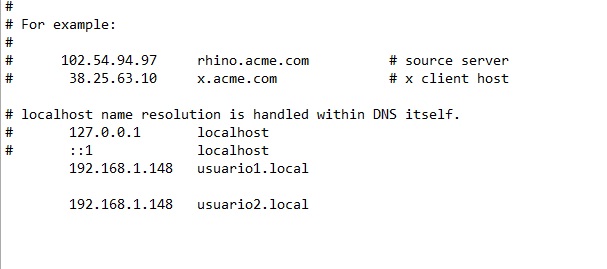 #
# For example:
#
#      102.54.94.97     rhino.acme.com          # source server
#       38.25.63.10     x.acme.com              # x client host

# localhost name resolution is handled within DNS itself.
#       127.0.0.1       localhost
#       ::1             localhost
        192.168.1.148   usuario1.local

        192.168.1.148   usuario2.local